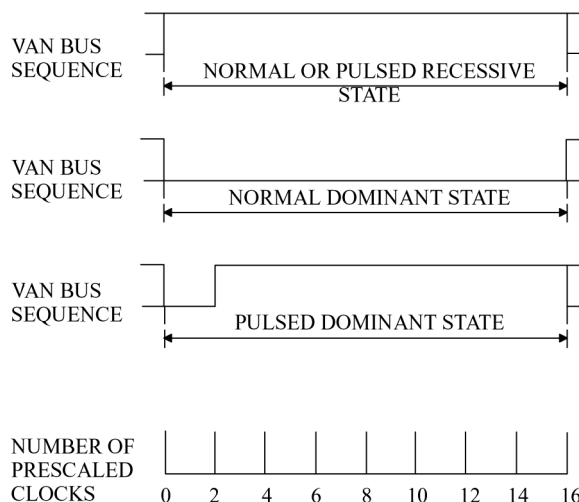 VAN BUS
SEQUENCE
NORMAL OR PULSED RECESSIVE
STATE
VAN BUS
SEQUENCE
NORMAL DOMINANT STATE
VAN BUS
SEQUENCE
PULSED DOMINANT STATE
NUMBER OF
PRESCALED
CLOCKS
0 2 4 6 8 10 12 14 16